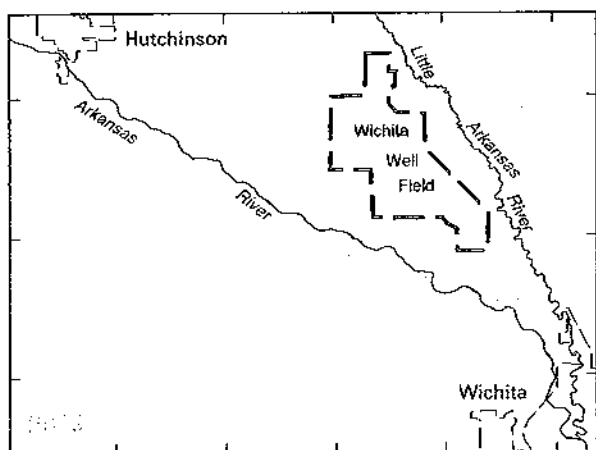 Hutchinson
Little
Arkansas
River
Arkansas
River
Wichita
Well
Field
Wichita